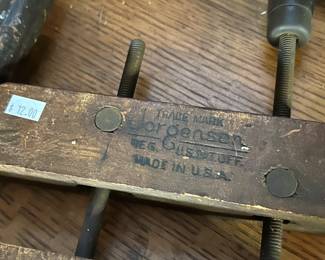 $ 12.00
TRADE MARK
Jorgensen
REG. U.S. PAT. OFF.
MADE IN U.S.A.